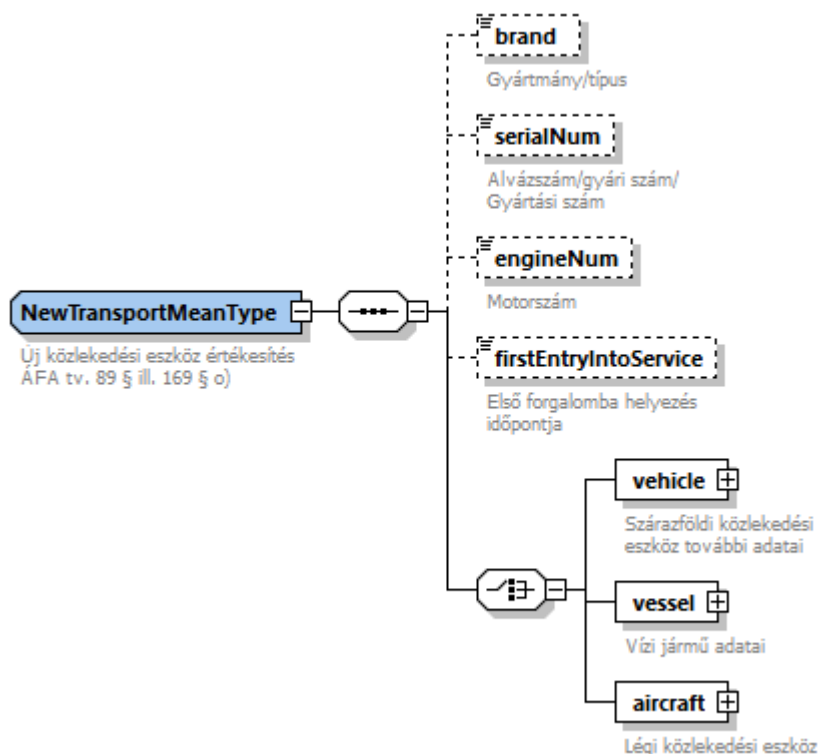 brand
Gyártmány/típus
serialNum
Alvázszám/gyári szám/
Gyártási szám
engineNum
Motorszám
NewTransportMeanType
Új közlekedési eszköz értékesítés
ÁFA tv. 89 § ill. 169 § o)
firstEntryIntoService
Első forgalomba helyezés
időpontja
vehicle
Szárazföldi közlekedési
eszköz további adatai
vessel
Vízi jármű adatai
aircraft
Légi közlekedési eszköz